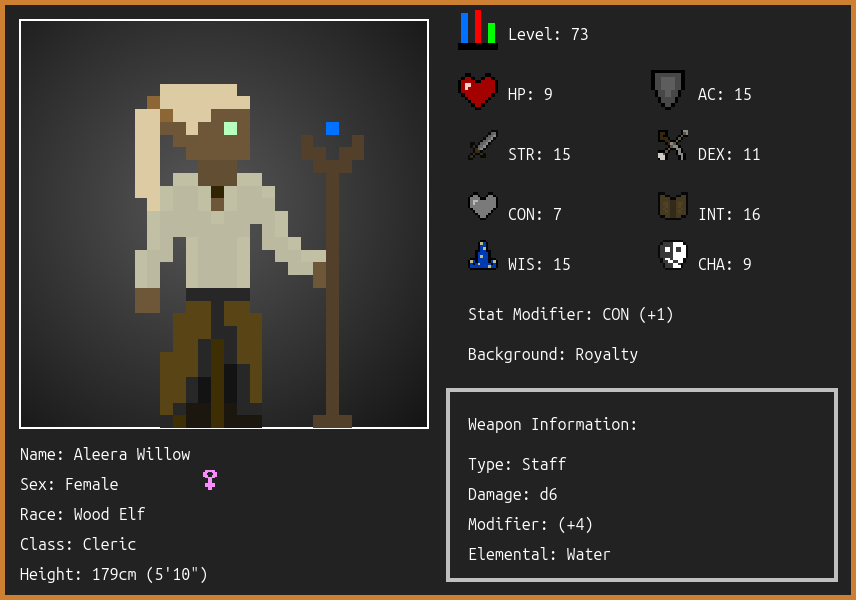 Level: 73
HP: 9
AC: 15
STR: 15
DEX: 11
CON: 7
INT: 16
WIS: 15
CHA: 9
Stat Modifier: CON (+1)
Background: Royalty
Weapon Information:
Type: Staff
Damage: d6
Modifier: (+4)
Elemental: Water
Name: Aleera Willow
Sex: Female
Race: Wood Elf
Class: Cleric
Height: 179cm (5'10")